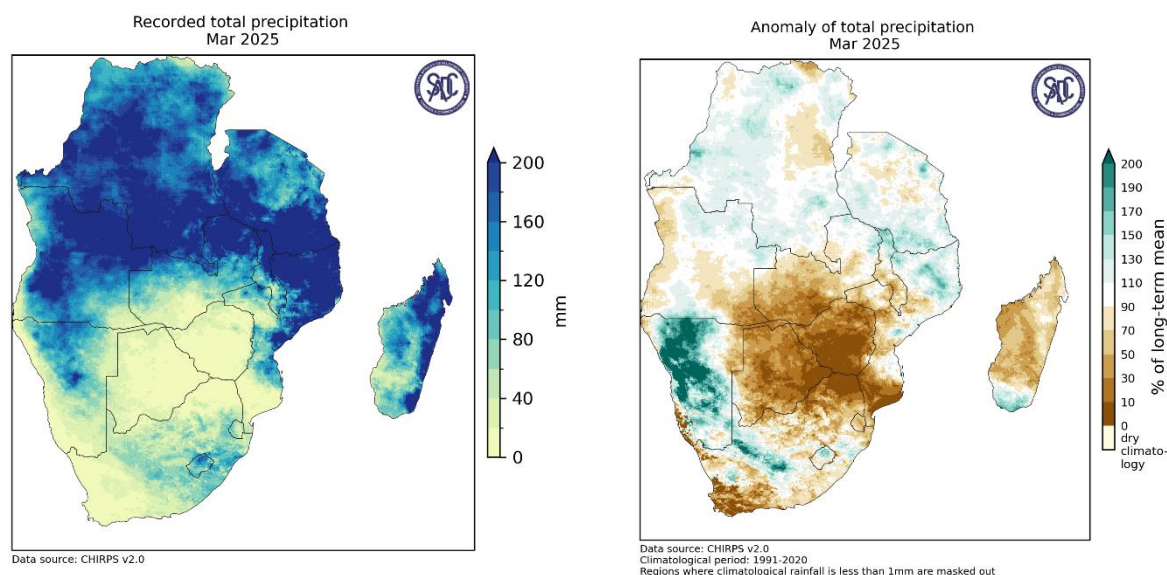 Recorded total precipitation
Mar 2025
SADC
200
160
120
80
40
0
mm
Data source: CHIRPS v2.0
Anomaly of total precipitation
Mar 2025
SADC
200
190
170
150
130
110
90
70
50
30
10
0
dry
climato-
logy
% of long-term mean
Data source: CHIRPS v2.0
Climatological period: 1991-2020
Regions where climatological rainfall is less than 1mm are masked out